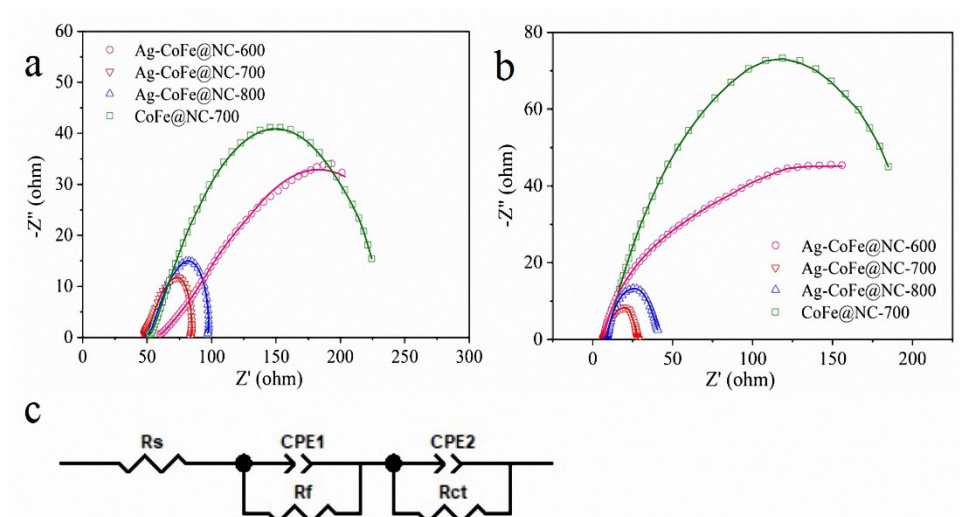 a
60
50
40
30
20
10
0
-Z" (ohm)
Ag-CoFe@NC-600
Ag-CoFe@NC-700
Ag-CoFe@NC-800
CoFe@NC-700
0 50 100 150 200 250 300
Z' (ohm)
b
80
60
40
20
0
-Z" (ohm)
Ag-CoFe@NC-600
Ag-CoFe@NC-700
Ag-CoFe@NC-800
CoFe@NC-700
0 50 100 150 200
Z' (ohm)
c
Rs CPE1 CPE2
Rf Rct